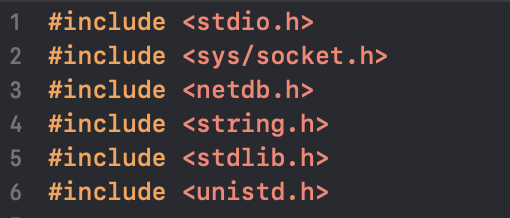 1 #include <stdio.h>
2 #include <sys/socket.h>
3 #include <netdb.h>
4 #include <string.h>
5 #include <stdlib.h>
6 #include <unistd.h>